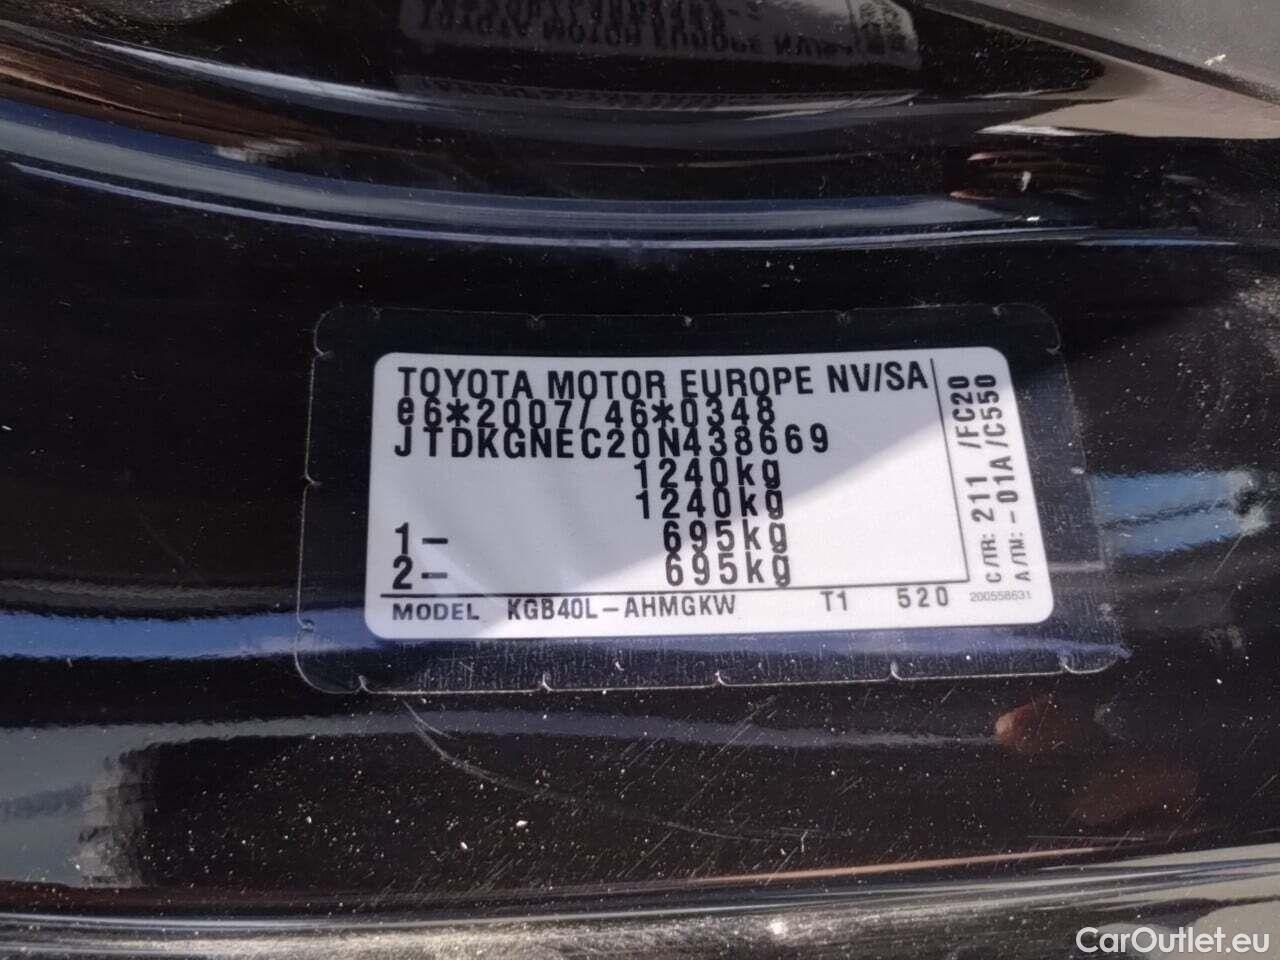 TOYOTA MOTOR EUROPE NV/SA
e6*2007/46*0348
JTDKGNEC20N438669
1240kg
1240kg
1- 695kg
2- 695kg
MODEL KGB40L-AHMGKW T1 520
C/TR: 211 /FC20
A/TM: -01A /C550
200558631
CarOutlet.eu